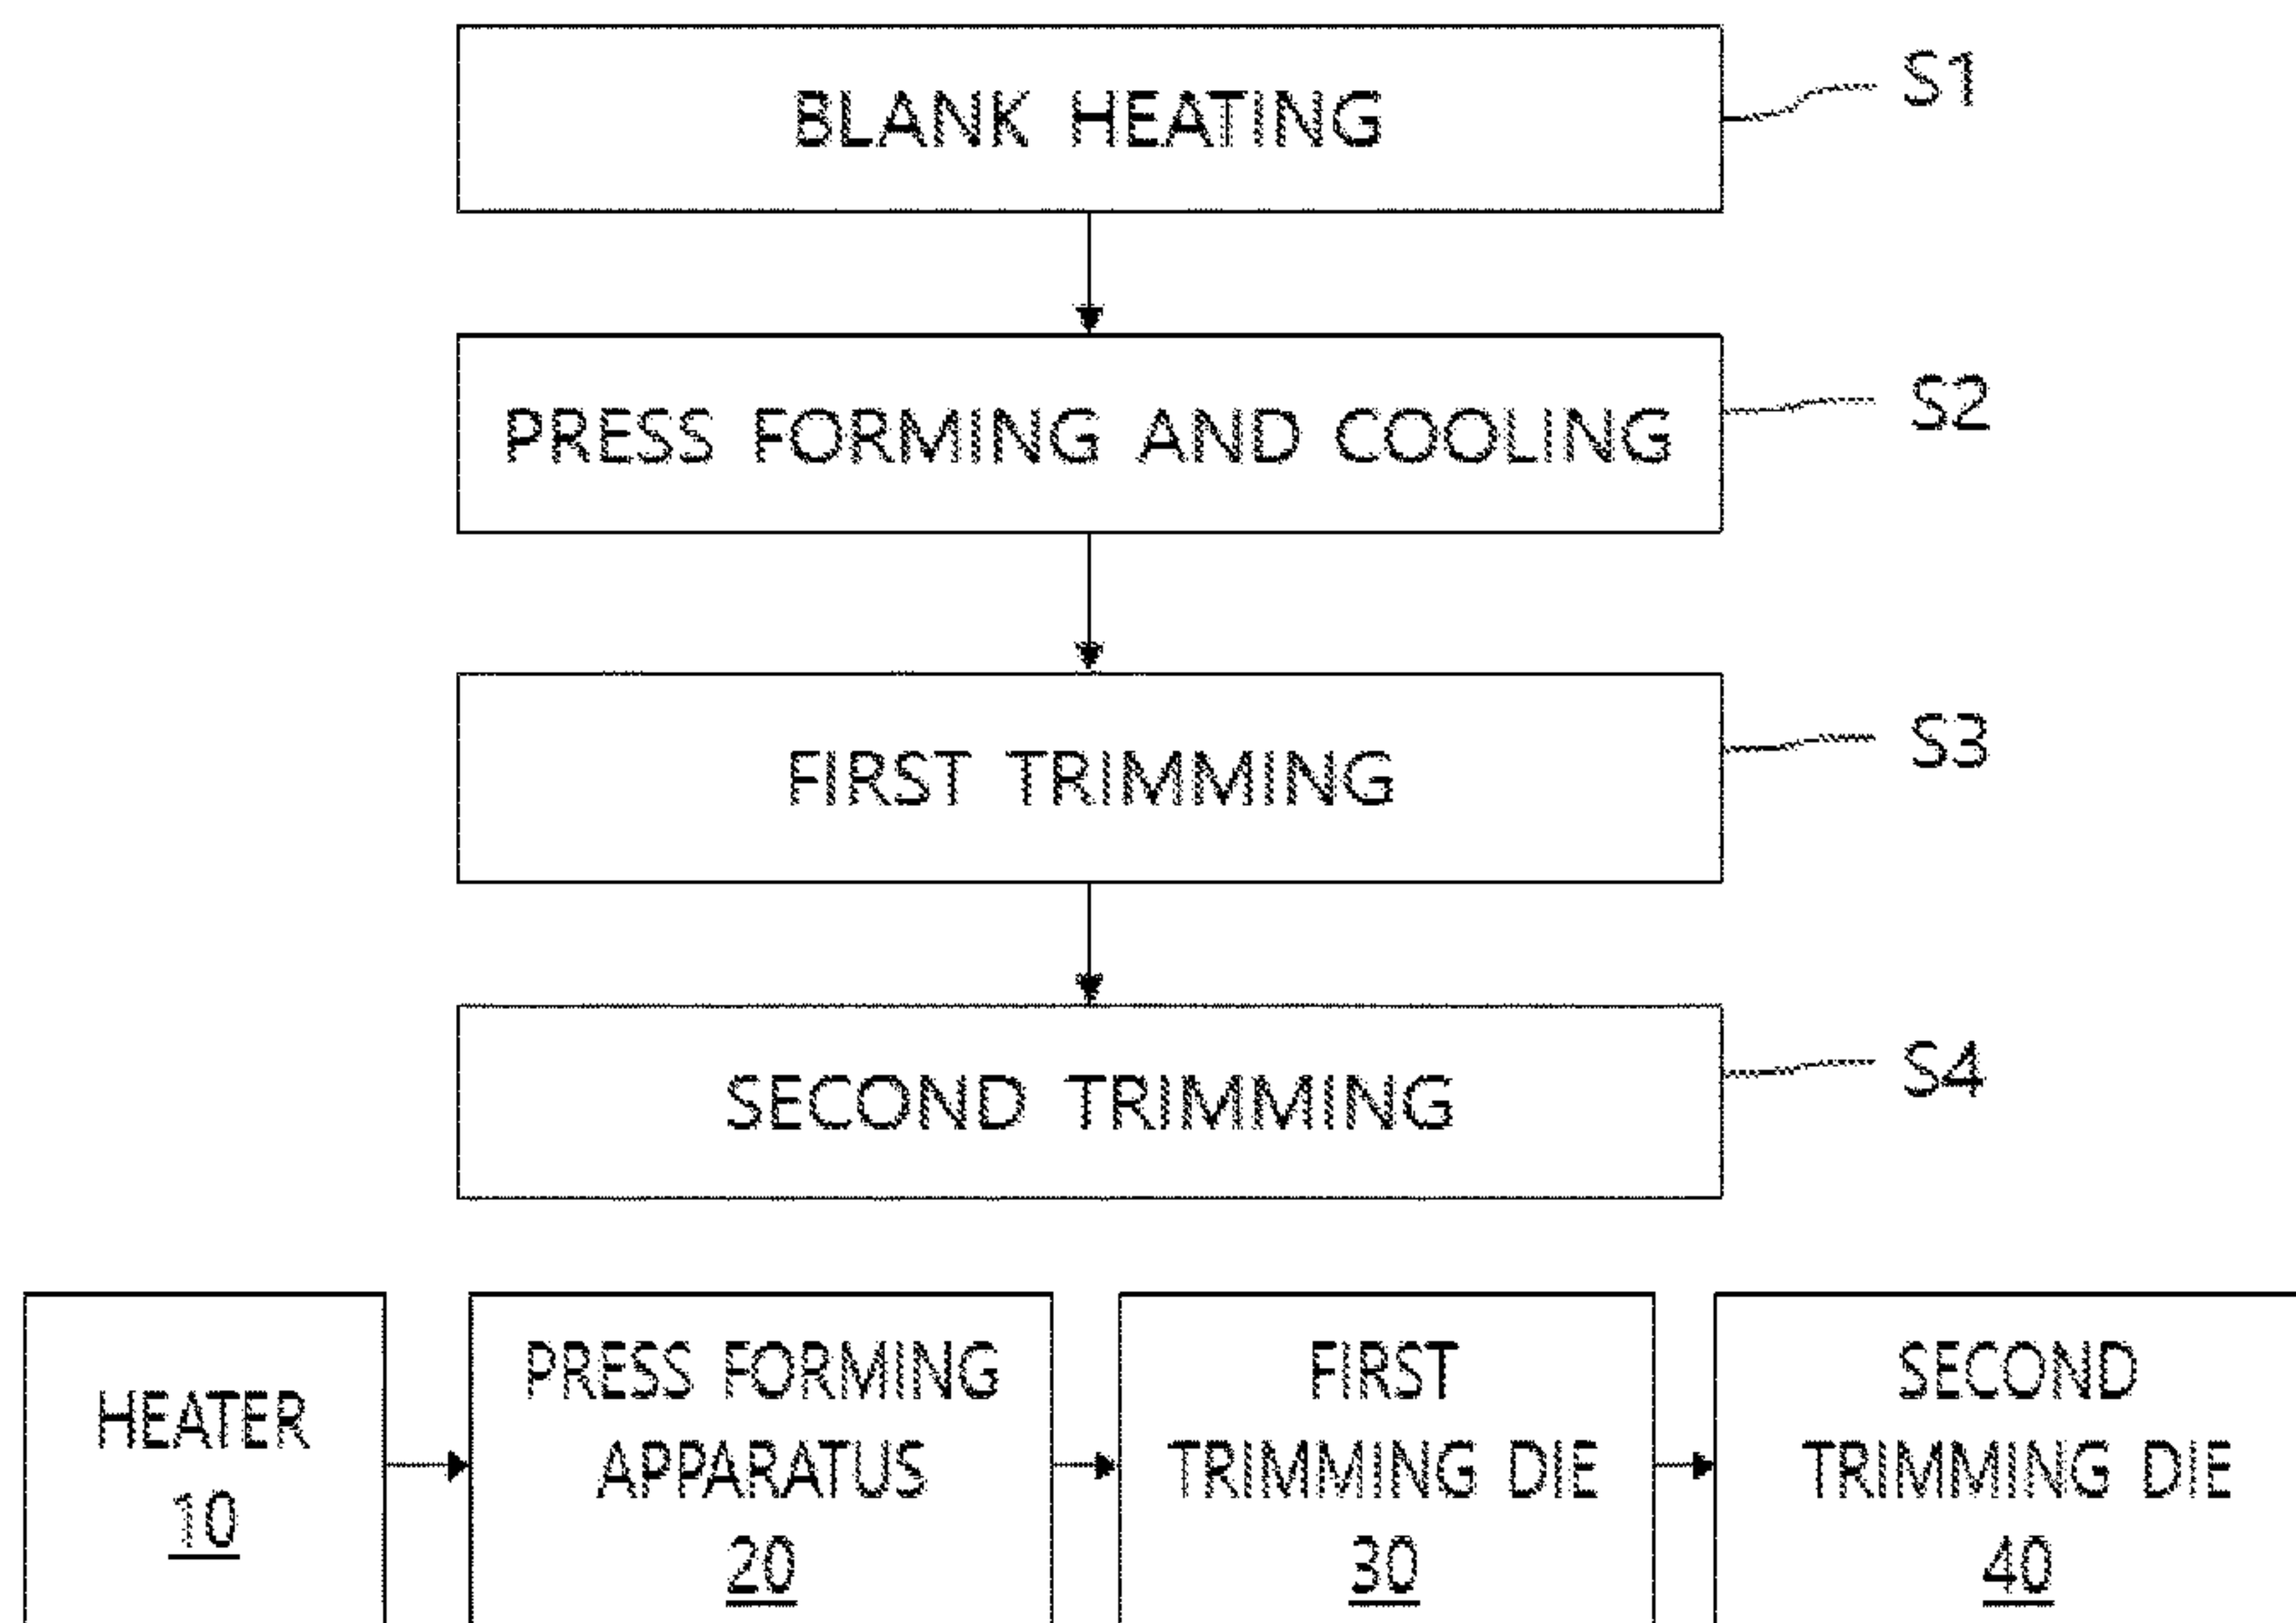 BLANK HEATING
S1
PRESS FORMING AND COOLING
S2
FIRST TRIMMING
S3
SECOND TRIMMING
S4
HEATER
10
PRESS FORMING
APPARATUS
20
FIRST
TRIMMING DIE
30
SECOND
TRIMMING DIE
40